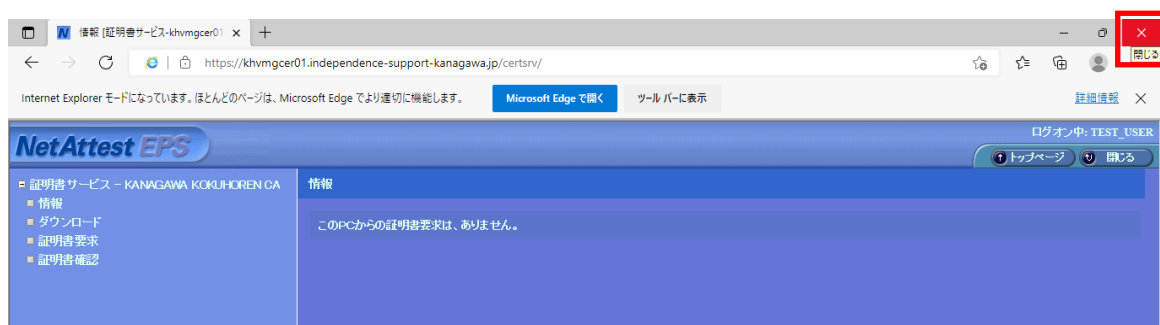 情報 [証明書サービス-khvmgcer01
閉じる
https://khvmgcer01.independence-support-kanagawa.jp/certsrv/
Internet Explorer モードになっています。ほとんどのページは、Microsoft Edge でより適切に機能します。 Microsoft Edge で開く ツール バーに表示 詳細情報
NetAttest EPS
ログオン中: TEST_USER
トップページ 閉じる
証明書サービス - KANAGAWA KOKUHOREN CA
情報
ダウンロード
証明書要求
証明書確認
情報
このPCからの証明書要求は、ありません。